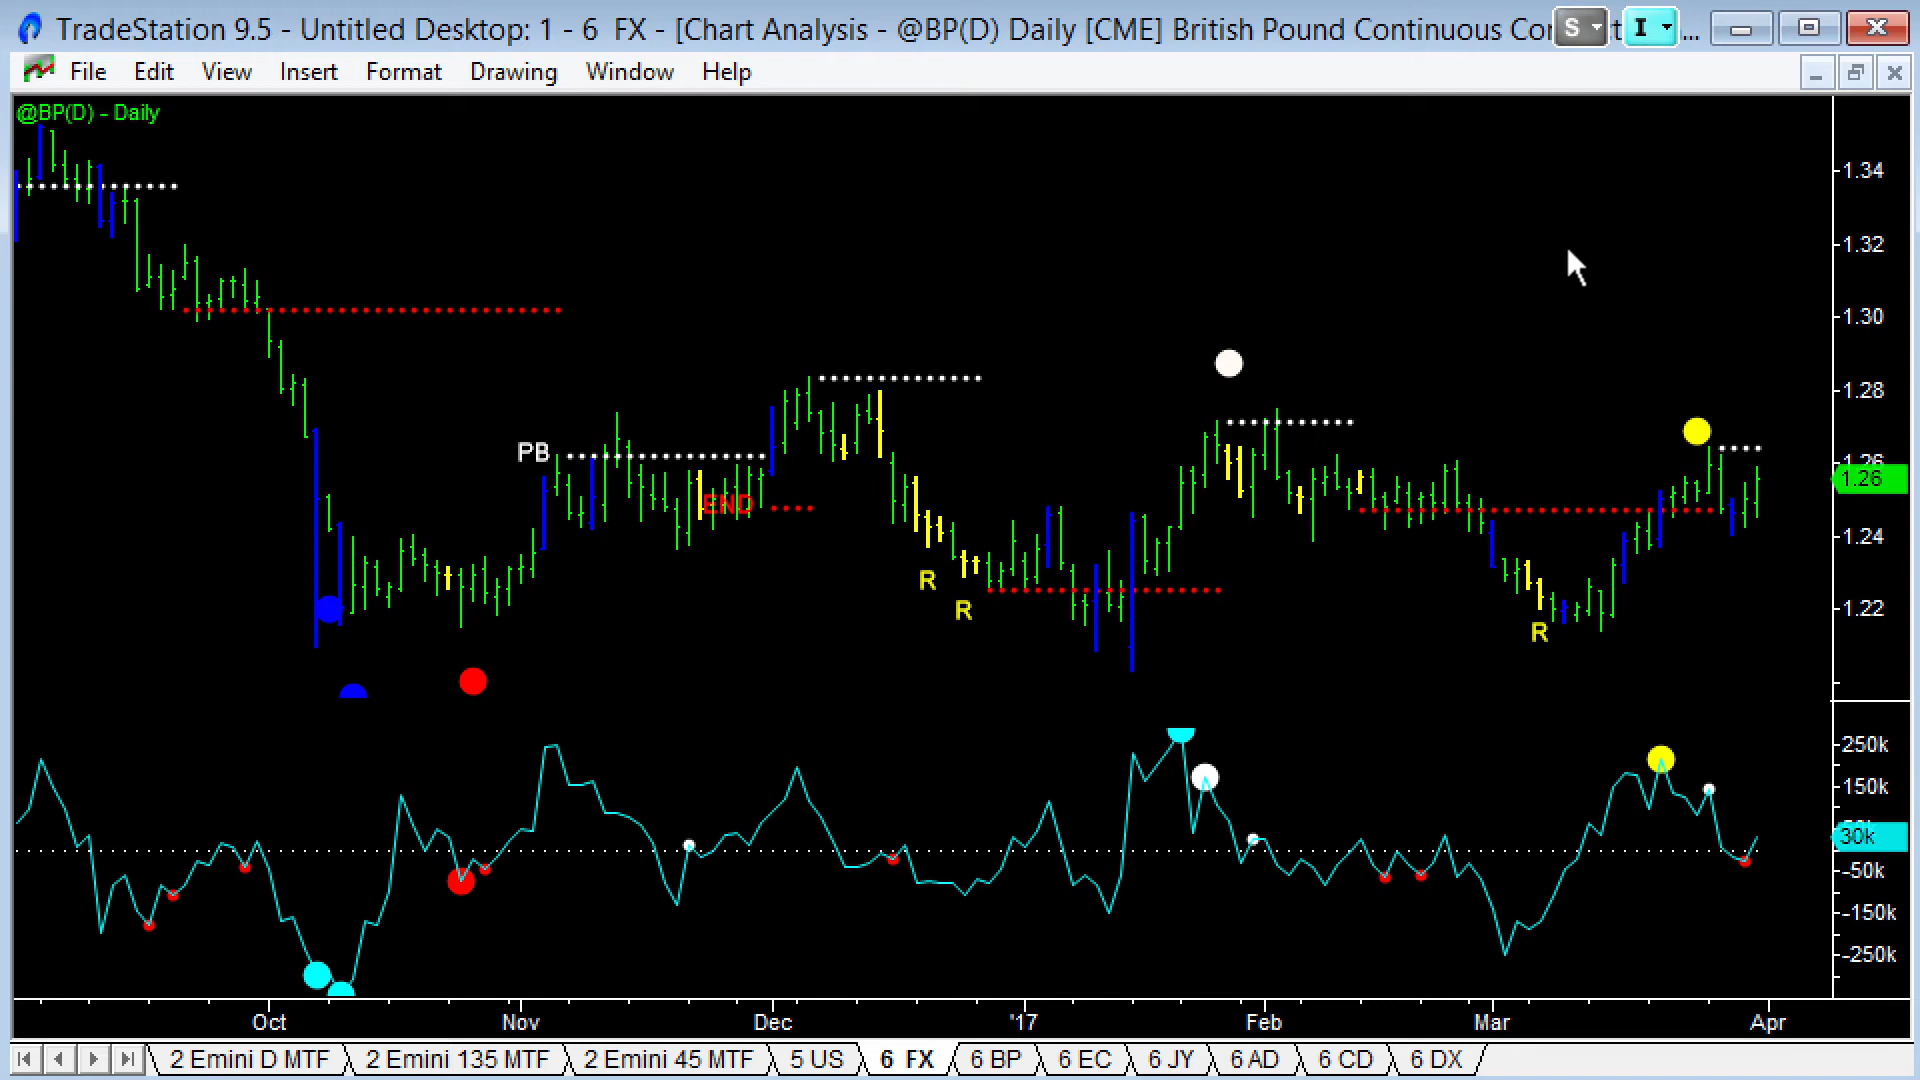 TradeStation 9.5 - Untitled Desktop: 1 - 6 FX - [Chart Analysis - @BP(D) Daily [CME] British Pound Continuous Co S I ...
File Edit View Insert Format Drawing Window Help
@BP(D) - Daily
1.34
1.32
1.30
1.28
PB
1.26
1.26
END
1.24
R
R
1.22
R
250k
150k
30k
-50k
-150k
-250k
Oct Nov Dec '17 Feb Mar Apr
2 Emini D MTF 2 Emini 135 MTF 2 Emini 45 MTF 5 US 6 FX 6 BP 6 EC 6 JY 6 AD 6 CD 6 DX